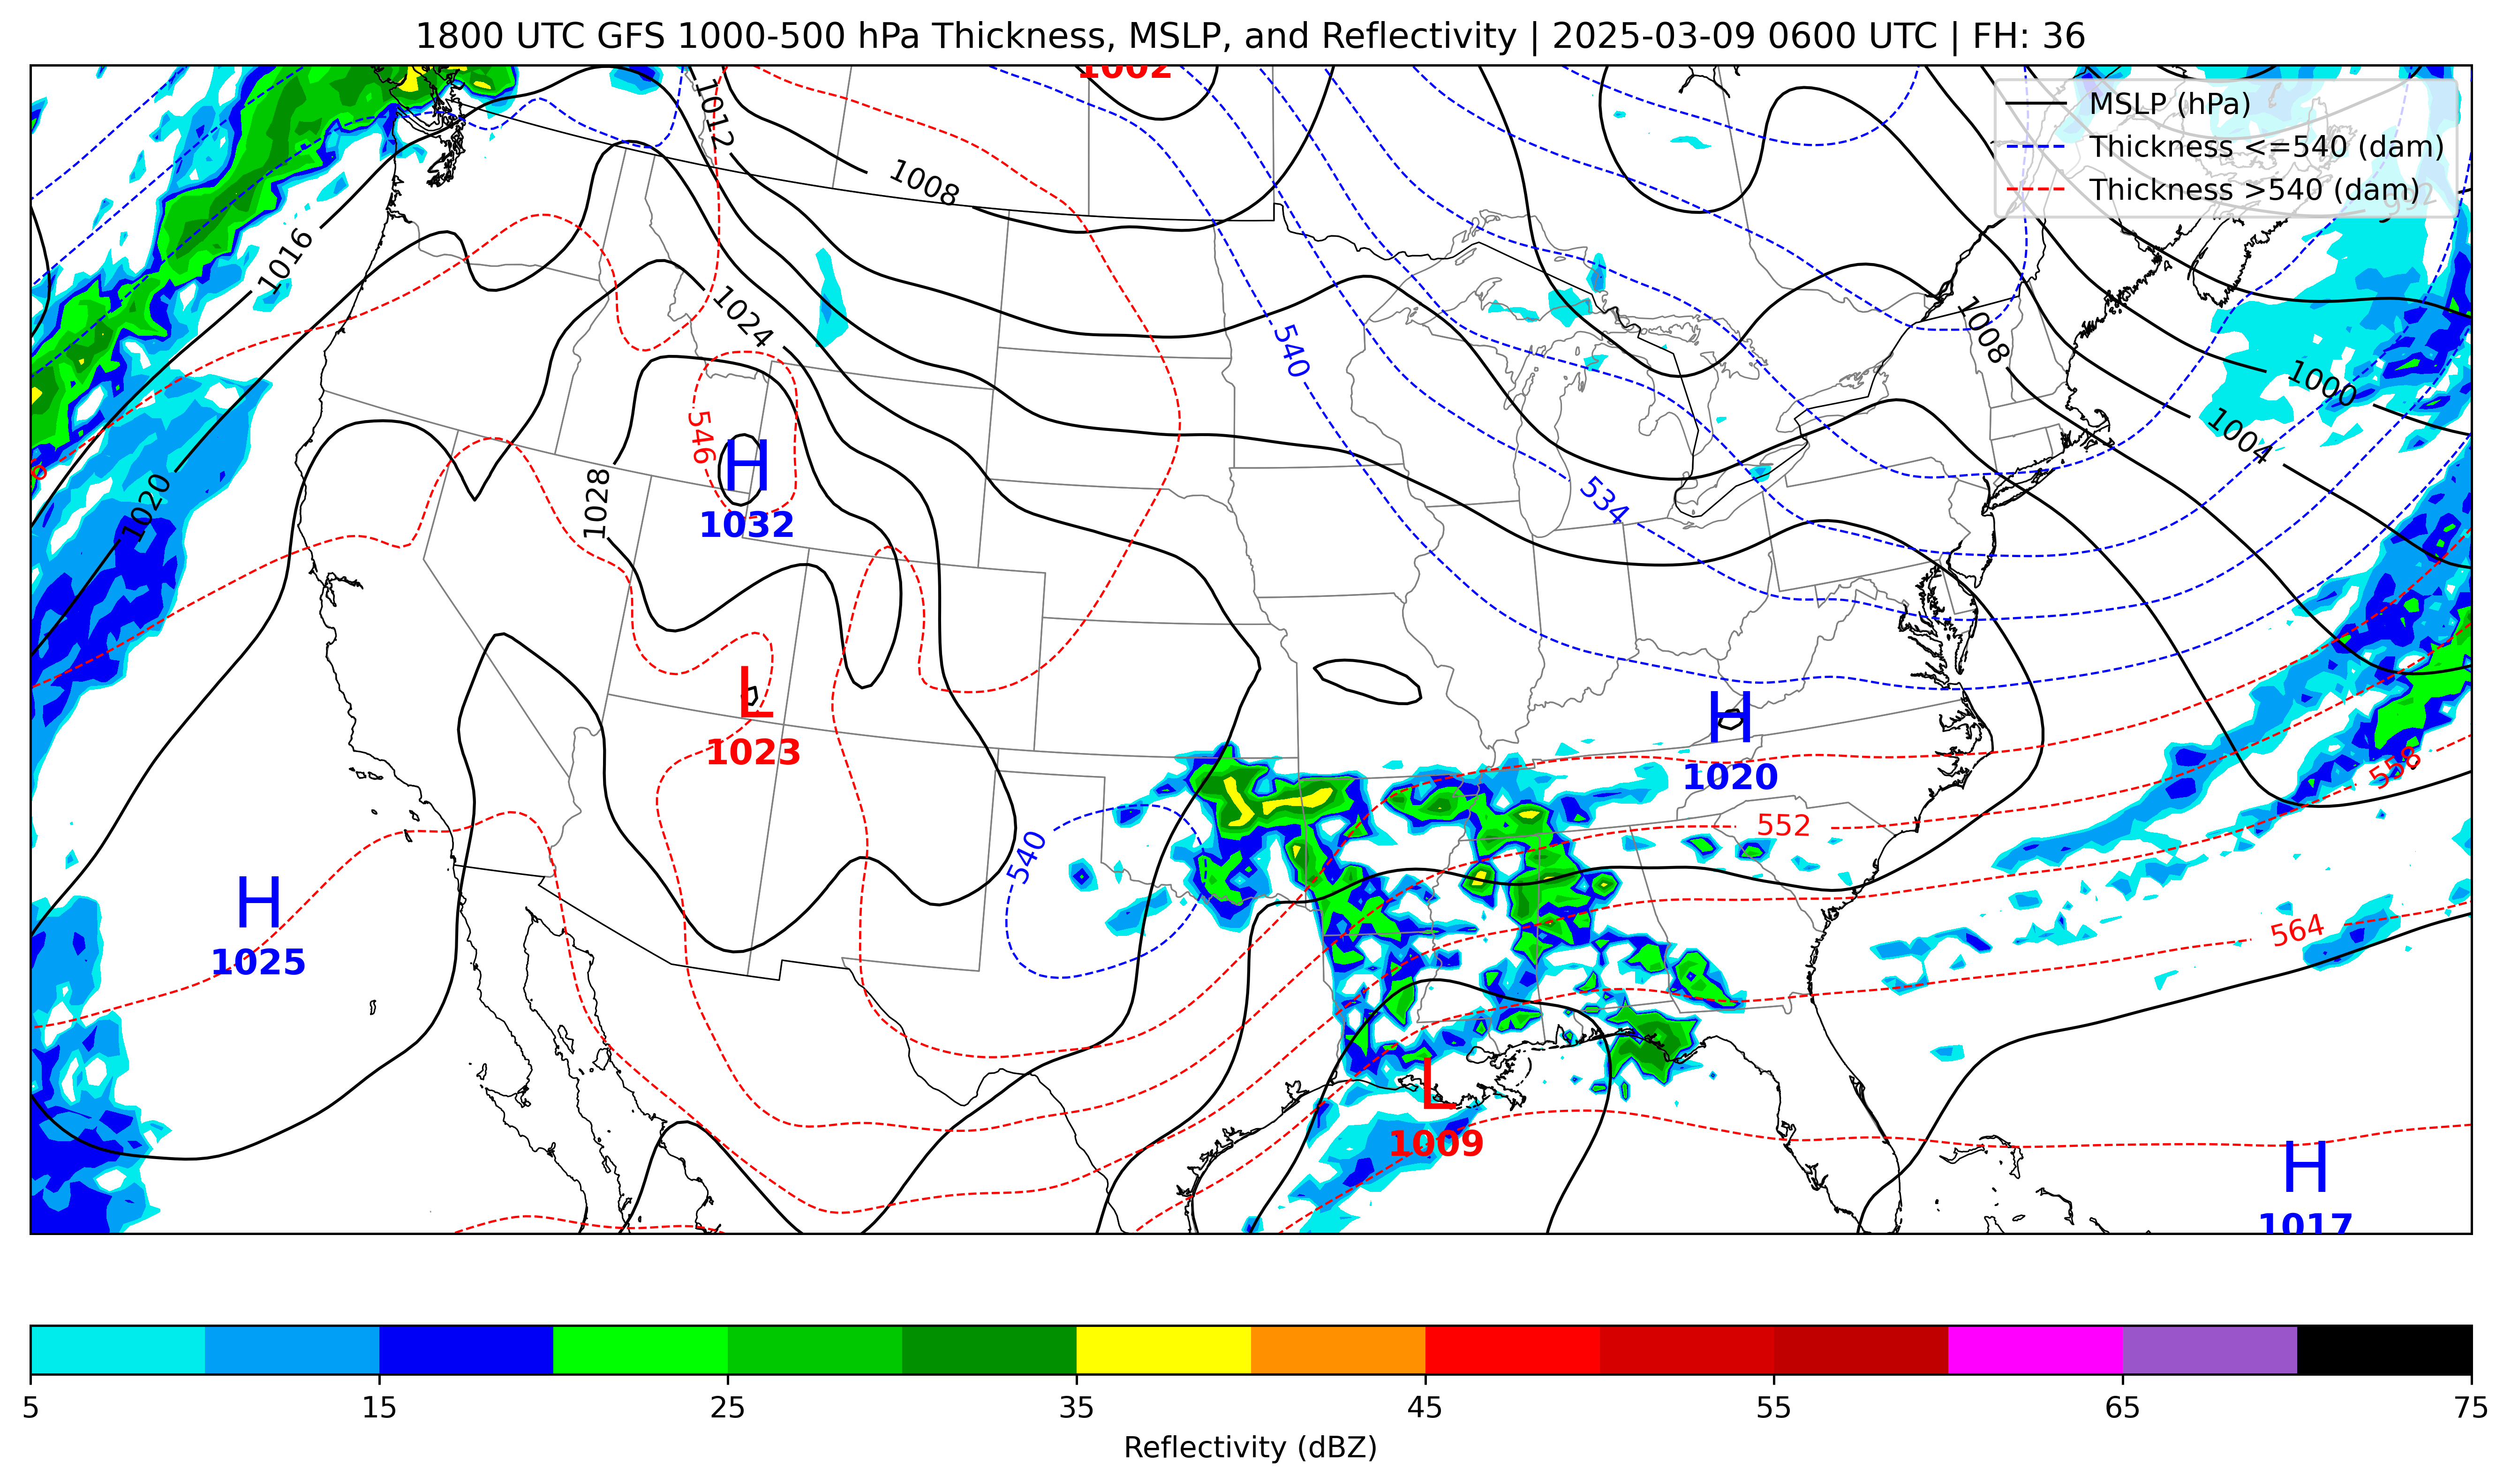 1800 UTC GFS 1000-500 hPa Thickness, MSLP, and Reflectivity | 2025-03-09 0600 UTC | FH: 36
1002
MSLP (hPa)
Thickness <=540 (dam)
Thickness >540 (dam)
1012
1008
992
1016
1024
540
1008
1000
1004
546
H
1032
1028
534
1020
L
1023
H
1020
558
552
540
564
H
1025
L
1009
H
1017
5 15 25 35 45 55 65 75
Reflectivity (dBZ)